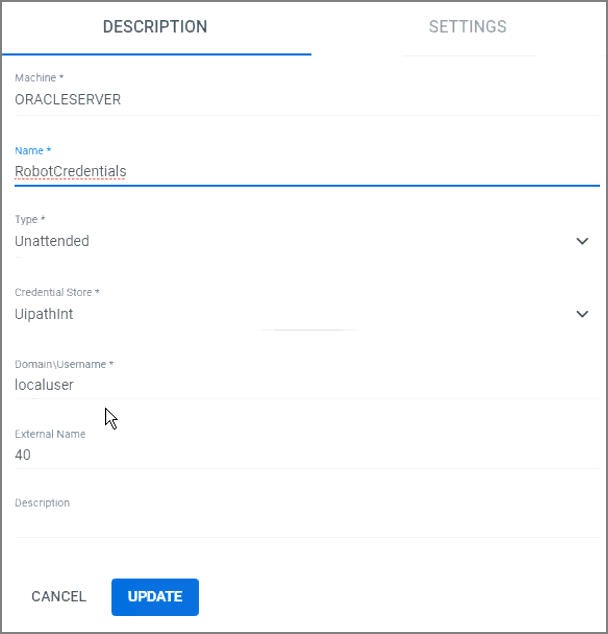 DESCRIPTION SETTINGS
Machine *
ORACLESERVER
Name *
RobotCredentials
Type *
Unattended
Credential Store *
UipathInt
Domain\Username *
localuser
External Name
40
Description
CANCEL UPDATE